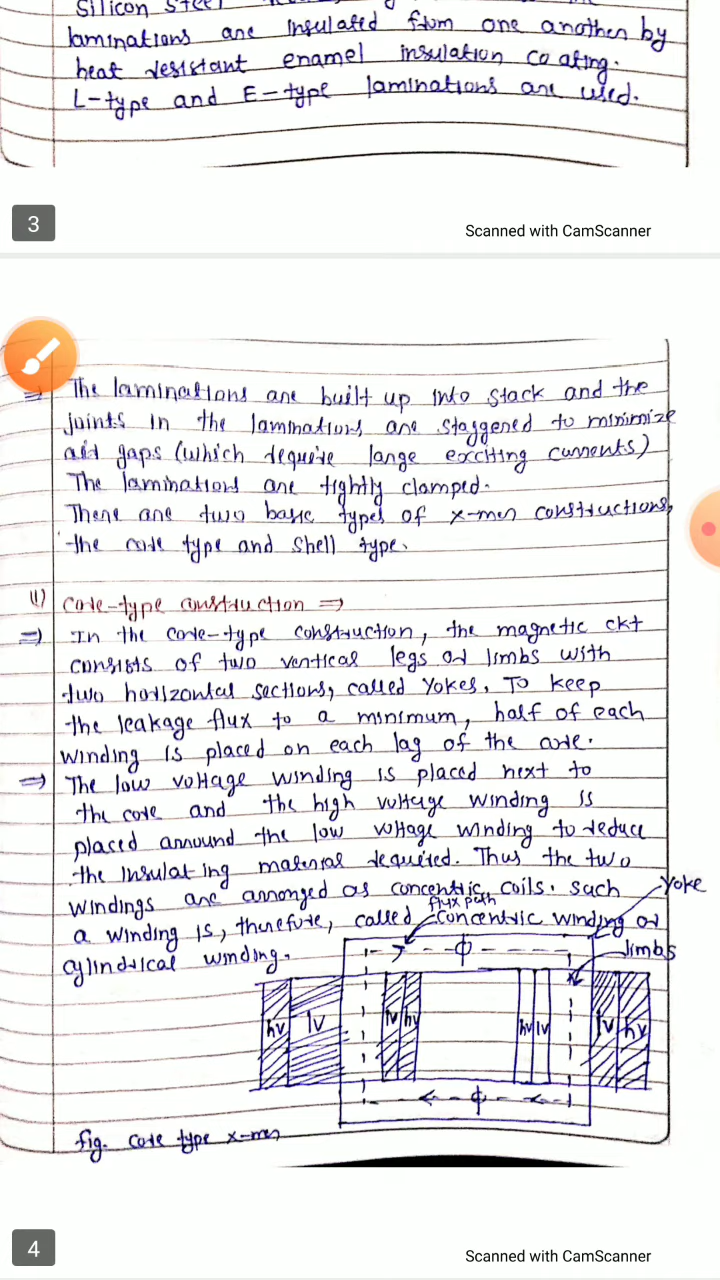 Silicon steel
laminations are insulated from one another by
heat resistant enamel insulation coating.
L-type and E-type laminations are used.
3
Scanned with CamScanner
⇒ The laminations are built up into stack and the
joints in the laminations are staggered to minimize
air gaps (which require large exciting currents)
The laminations are tightly clamped.
There are two basic types of x-mer constructions,
the core type and shell type.
(1) core-type construction ⇒
⇒ In the core-type construction, the magnetic ckt
consists of two vertical legs or limbs with
two horizontal sections, called Yokes. To keep
the leakage flux to a minimum, half of each
winding is placed on each lag of the core.
⇒ The low voltage winding is placed next to
the core and the high voltage winding is
placed around the low voltage winding to reduce
the insulating material required. Thus the two
windings are arranged as concentric coils. such
a winding is, therefore, called concentric winding or
cylindrical winding.
Yoke
flux path
limbs
ϕ
hv lv lv hv hv lv lv hv
ϕ
fig. core type x-mer
4
Scanned with CamScanner